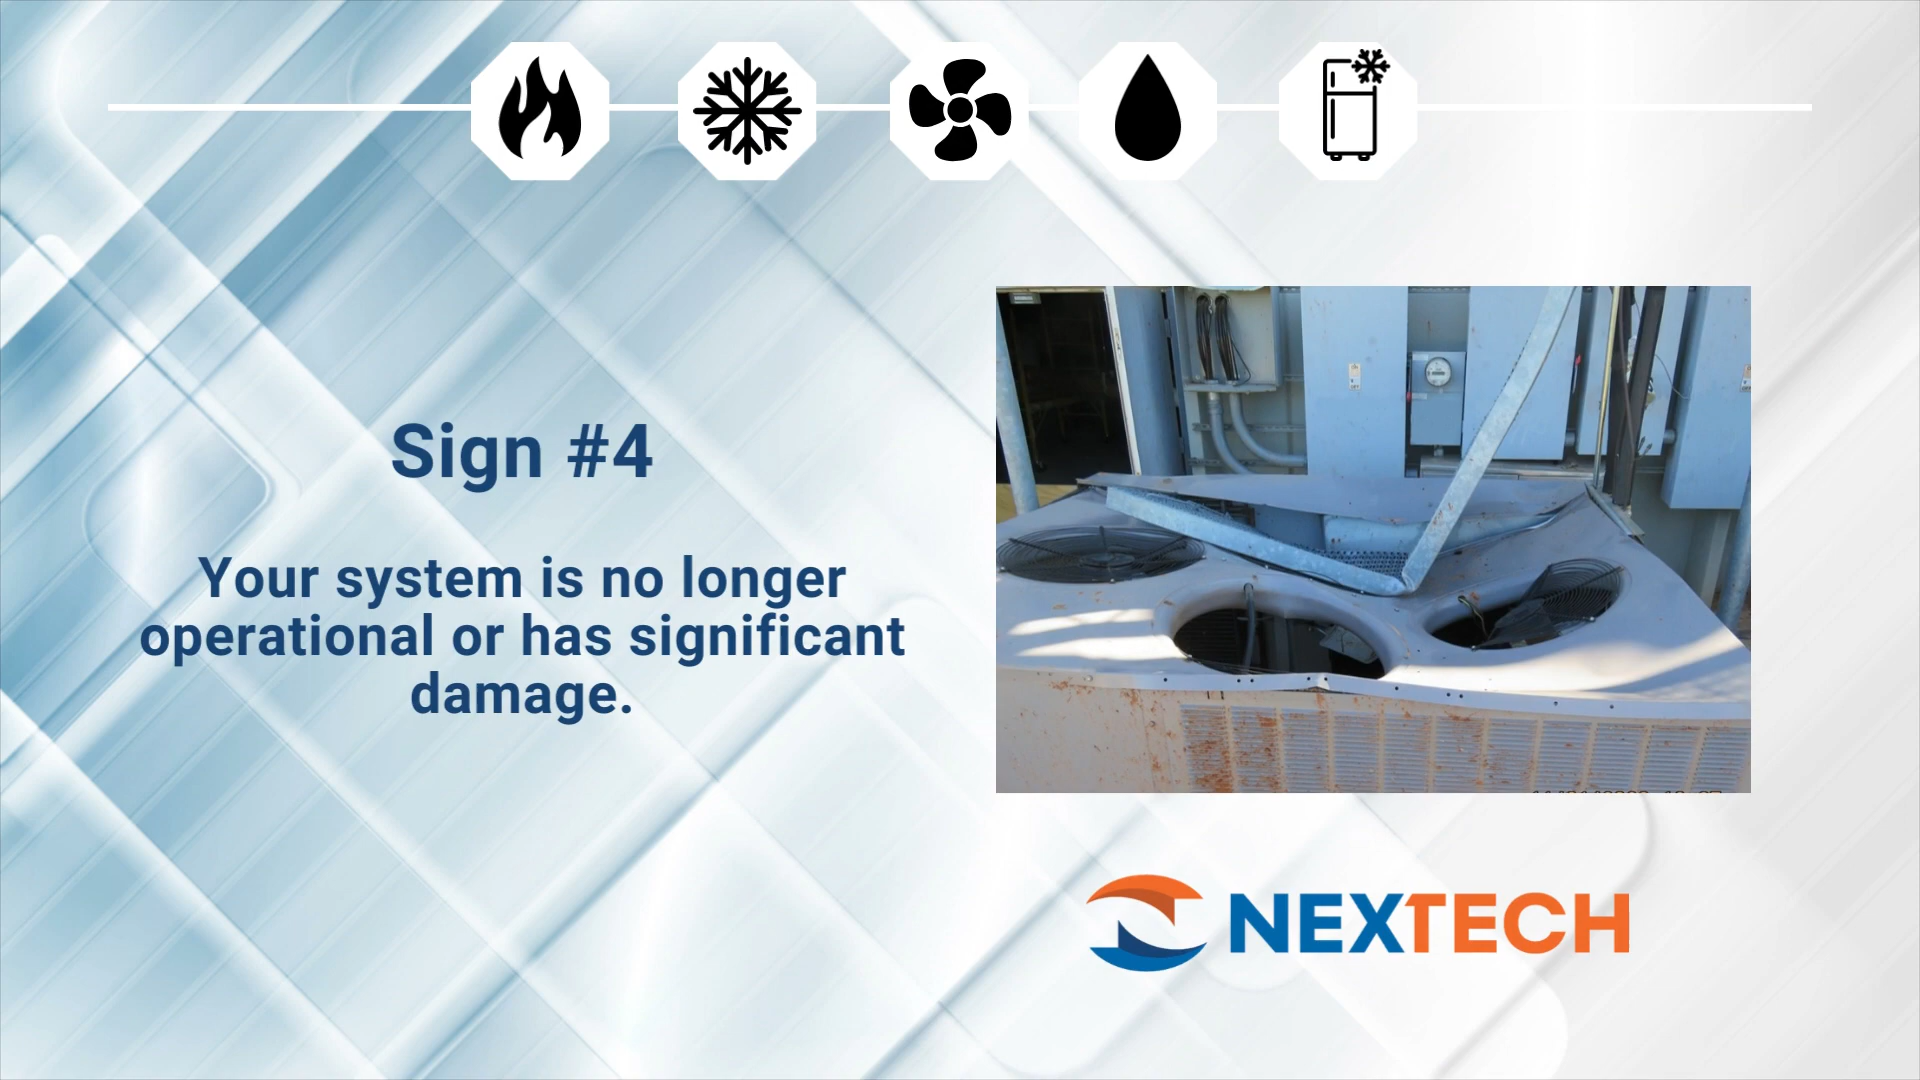 Sign #4
Your system is no longer
operational or has significant
damage.
NEXTECH